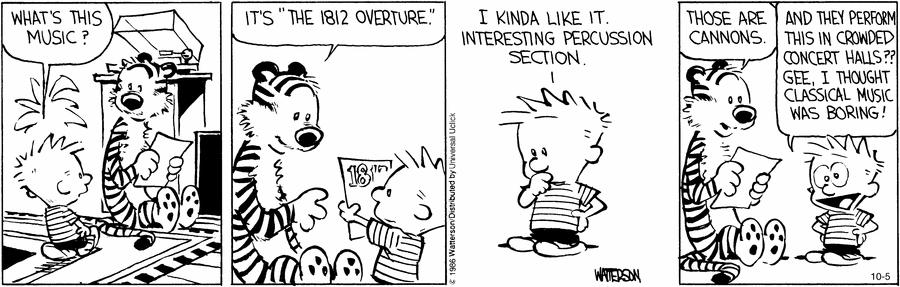 WHAT'S THIS
MUSIC?
IT'S "THE 1812 OVERTURE."
1812
© 1986 Watterson/Distributed by Universal Uclick
I KINDA LIKE IT.
INTERESTING PERCUSSION
SECTION.
WATTERSON
THOSE ARE
CANNONS.
AND THEY PERFORM
THIS IN CROWDED
CONCERT HALLS??
GEE, I THOUGHT
CLASSICAL MUSIC
WAS BORING!
10-5